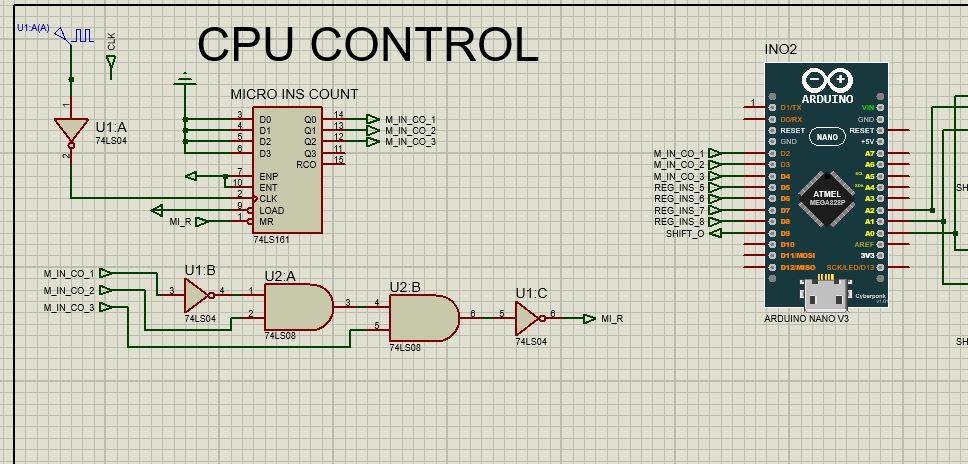 U1:A(A)
CLK
CPU CONTROL
1
U1:A
74LS04
2
MICRO INS COUNT
3 D0 Q0 14 M_IN_CO_1
4 D1 Q1 13 M_IN_CO_2
5 D2 Q2 12 M_IN_CO_3
6 D3 Q3 11
RCO 15
7 ENP
10 ENT
2 CLK
9 LOAD
MI_R 1 MR
74LS161
M_IN_CO_1
M_IN_CO_2
M_IN_CO_3
U1:B
3 4
74LS04
U2:A
1
2
3
74LS08
U2:B
4
5
6
74LS08
U1:C
5 6
74LS04
MI_R
INO2
ARDUINO
NANO
ATMEL
MEGA328P
1 D1/TX VIN
D0/RX GND
RESET RESET
GND +5V
M_IN_CO_1 D2 A7
M_IN_CO_2 D3 A6
M_IN_CO_3 D4 SCL A5
REG_INS_5 D5 SDA A4
REG_INS_6 D6 A3
REG_INS_7 D7 A2
REG_INS_8 D8 A1
SHIFT_O D9 A0
D10 AREF
D11/MOSI 3V3
D12/MISO SCK/LED/D13
Cyberponk
ARDUINO NANO V3
SH
SH